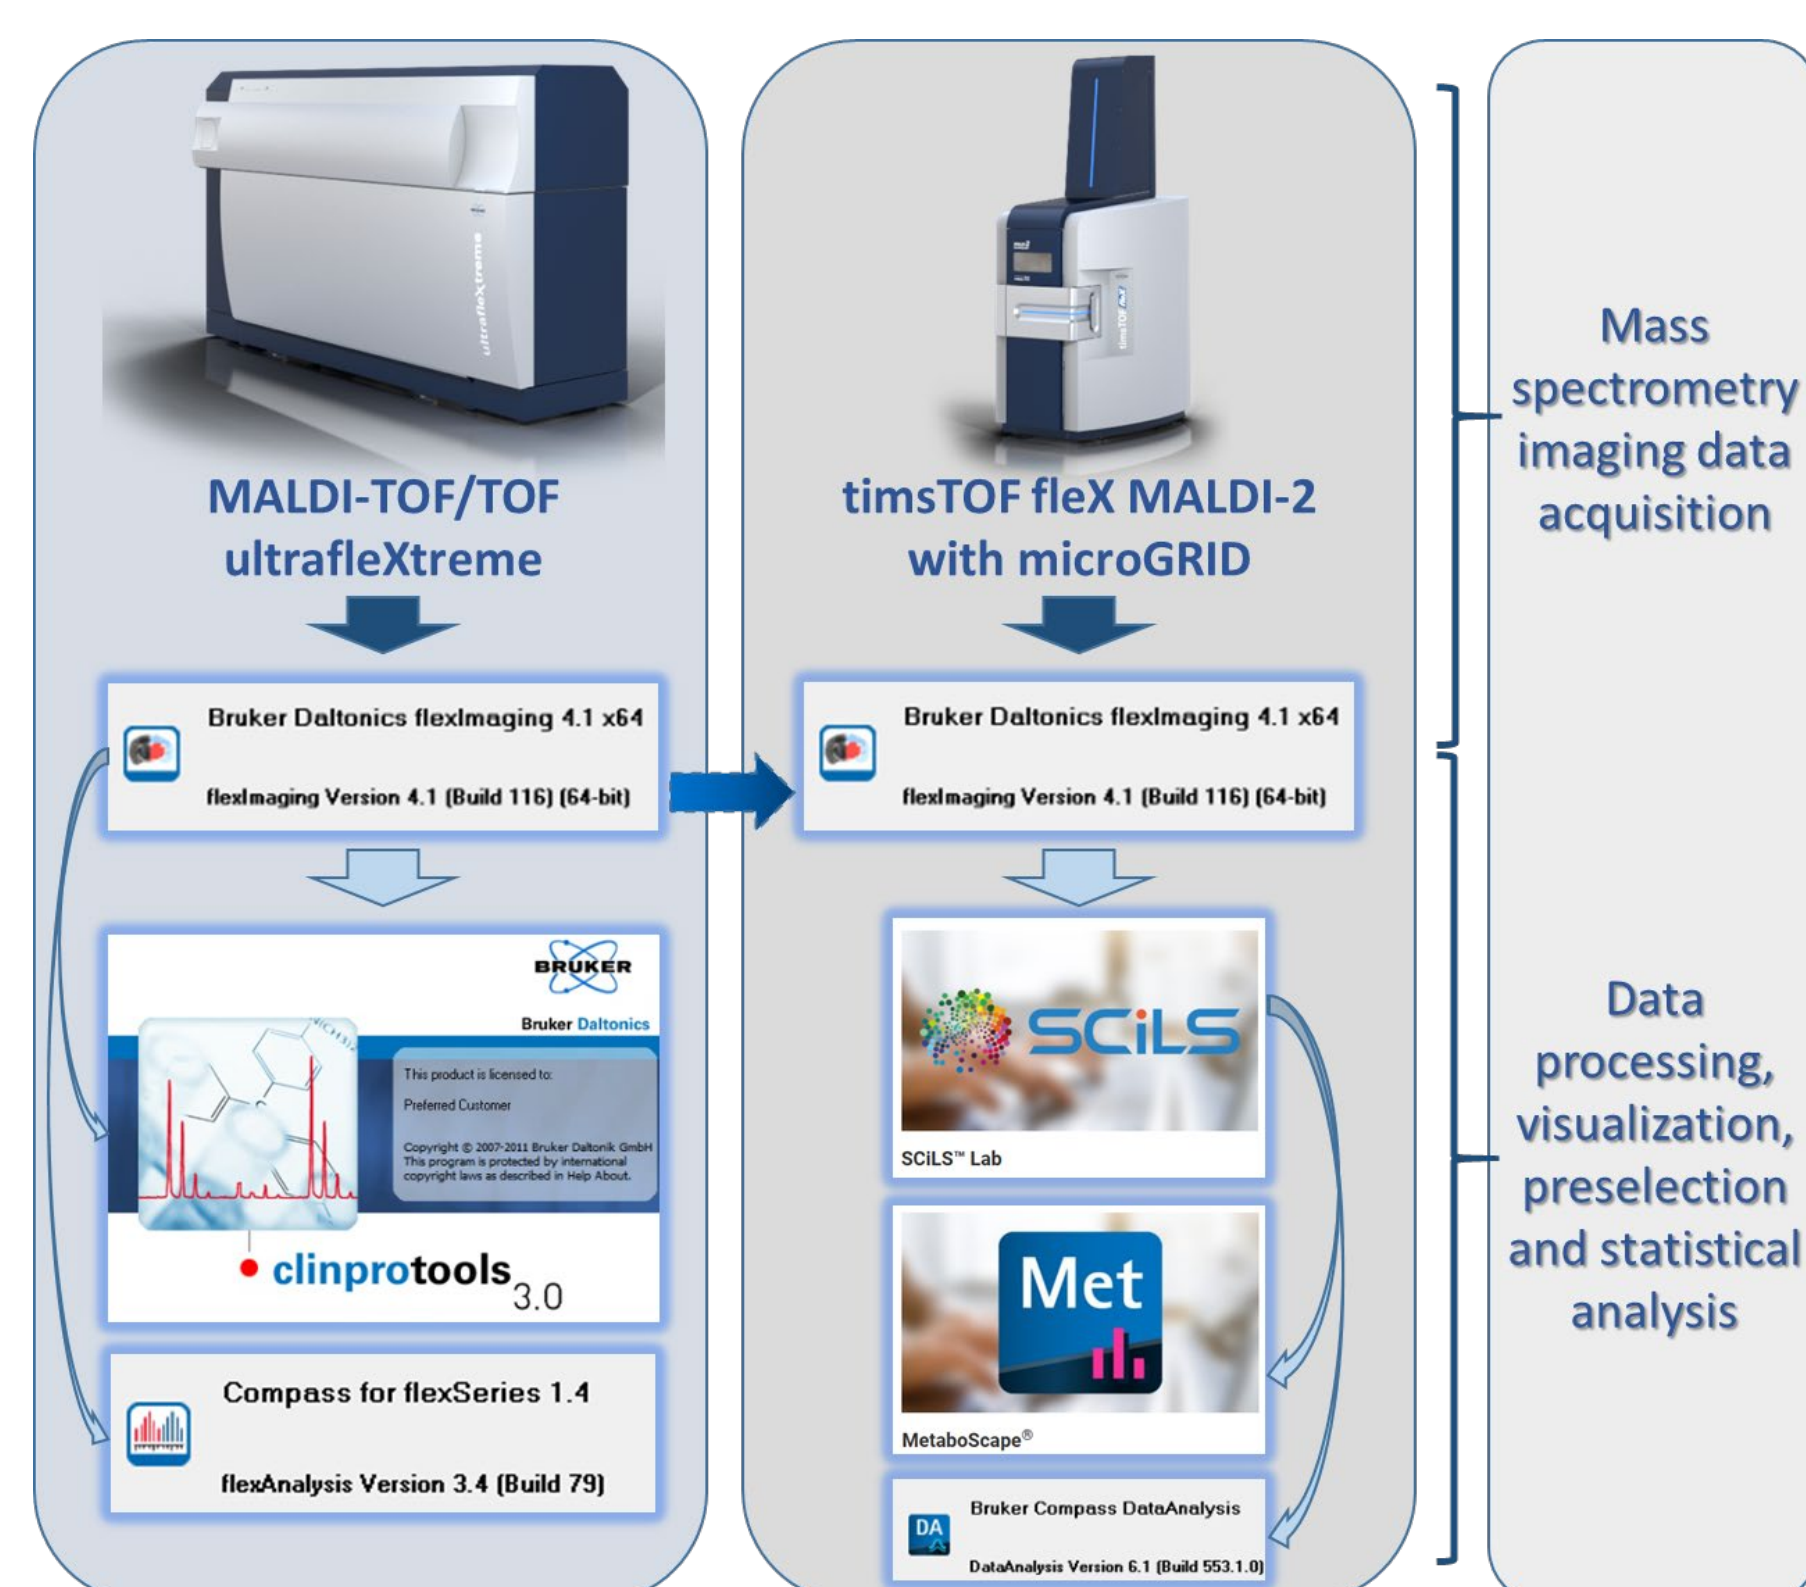 ultrafleXtreme
timsTOF fleX
MALDI-TOF/TOF
ultrafleXtreme
timsTOF fleX MALDI-2
with microGRID
Bruker Daltonics flexImaging 4.1 x64
flexImaging Version 4.1 (Build 116) (64-bit)
Bruker Daltonics flexImaging 4.1 x64
flexImaging Version 4.1 (Build 116) (64-bit)
BRUKER
Bruker Daltonics
N(CH3)2
This product is licensed to:
Preferred Customer
Copyright © 2007-2011 Bruker Daltonik GmbH
This program is protected by international
copyright laws as described in Help About.
clinprotools
3.0
Compass for flexSeries 1.4
flexAnalysis Version 3.4 (Build 79)
SCiLS
SCiLS™ Lab
Met
MetaboScape®
DA
Bruker Compass DataAnalysis
DataAnalysis Version 6.1 (Build 553.1.0)
Mass
spectrometry
imaging data
acquisition
Data
processing,
visualization,
preselection
and statistical
analysis